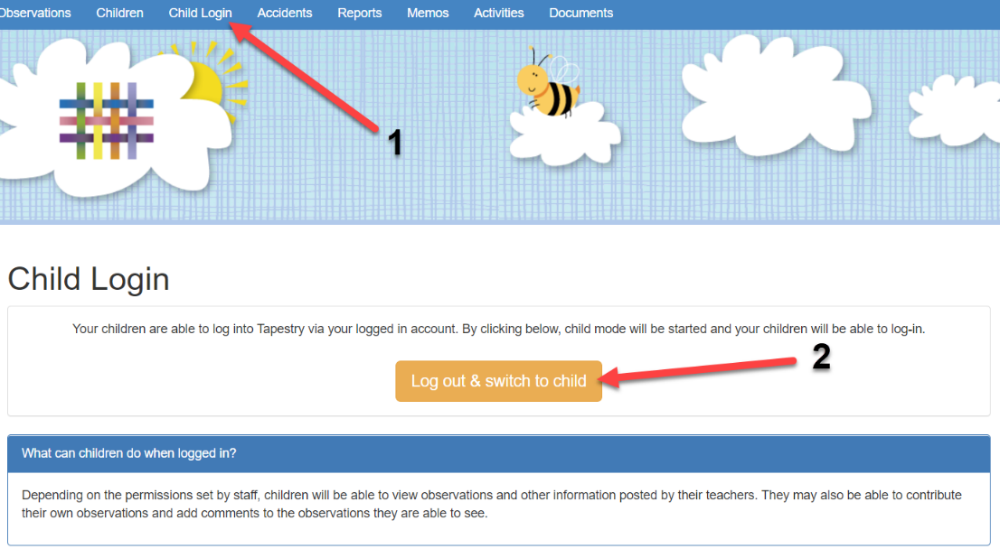 Observations Children Child Login Accidents Reports Memos Activities Documents
1
Child Login
Your children are able to log into Tapestry via your logged in account. By clicking below, child mode will be started and your children will be able to log-in.
2
Log out & switch to child
What can children do when logged in?
Depending on the permissions set by staff, children will be able to view observations and other information posted by their teachers. They may also be able to contribute
their own observations and add comments to the observations they are able to see.